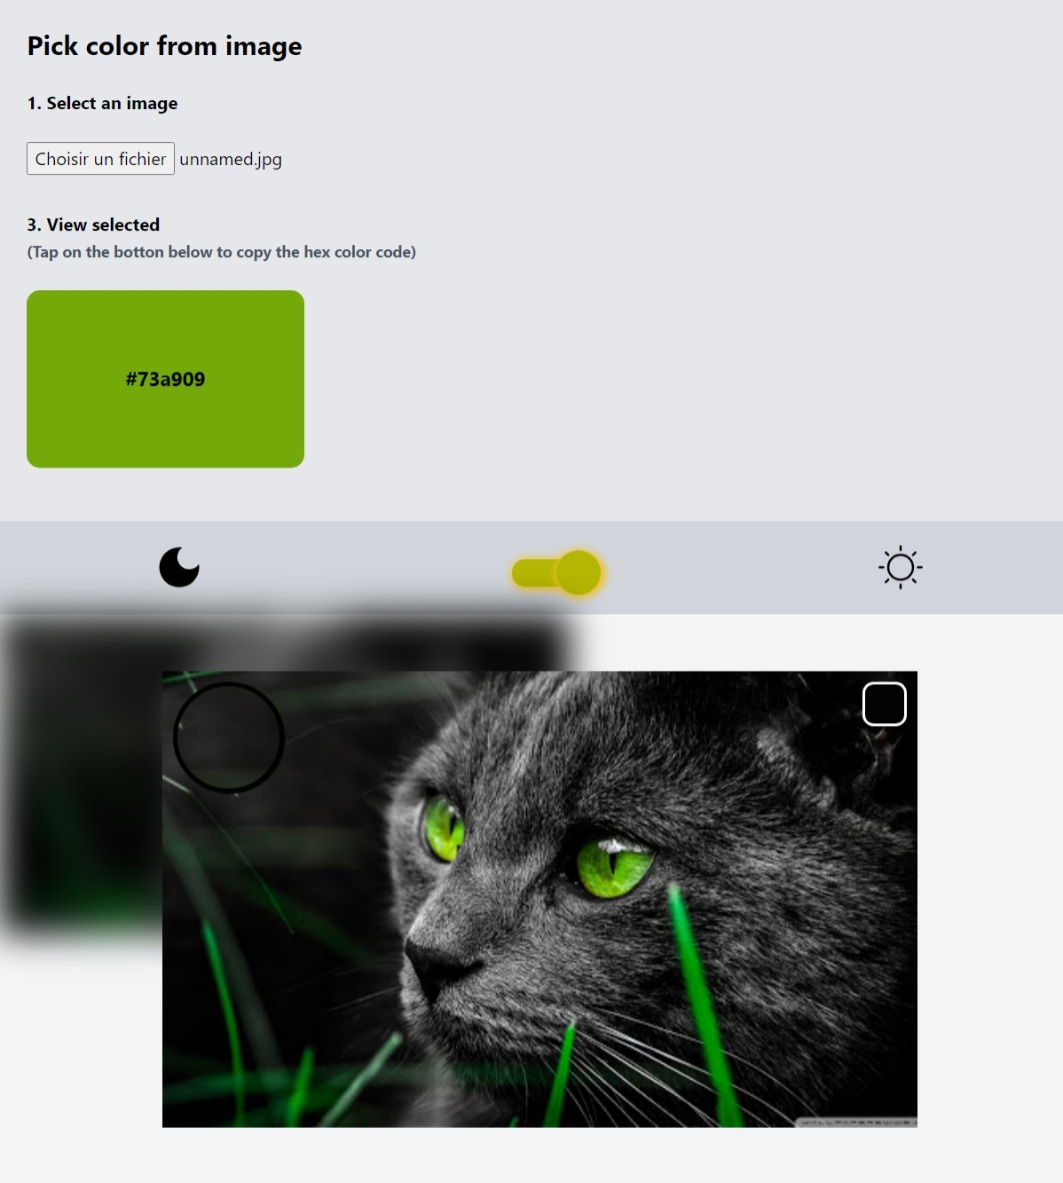 Pick color from image
1. Select an image
Choisir un fichier unnamed.jpg
3. View selected
(Tap on the botton below to copy the hex color code)
#73a909